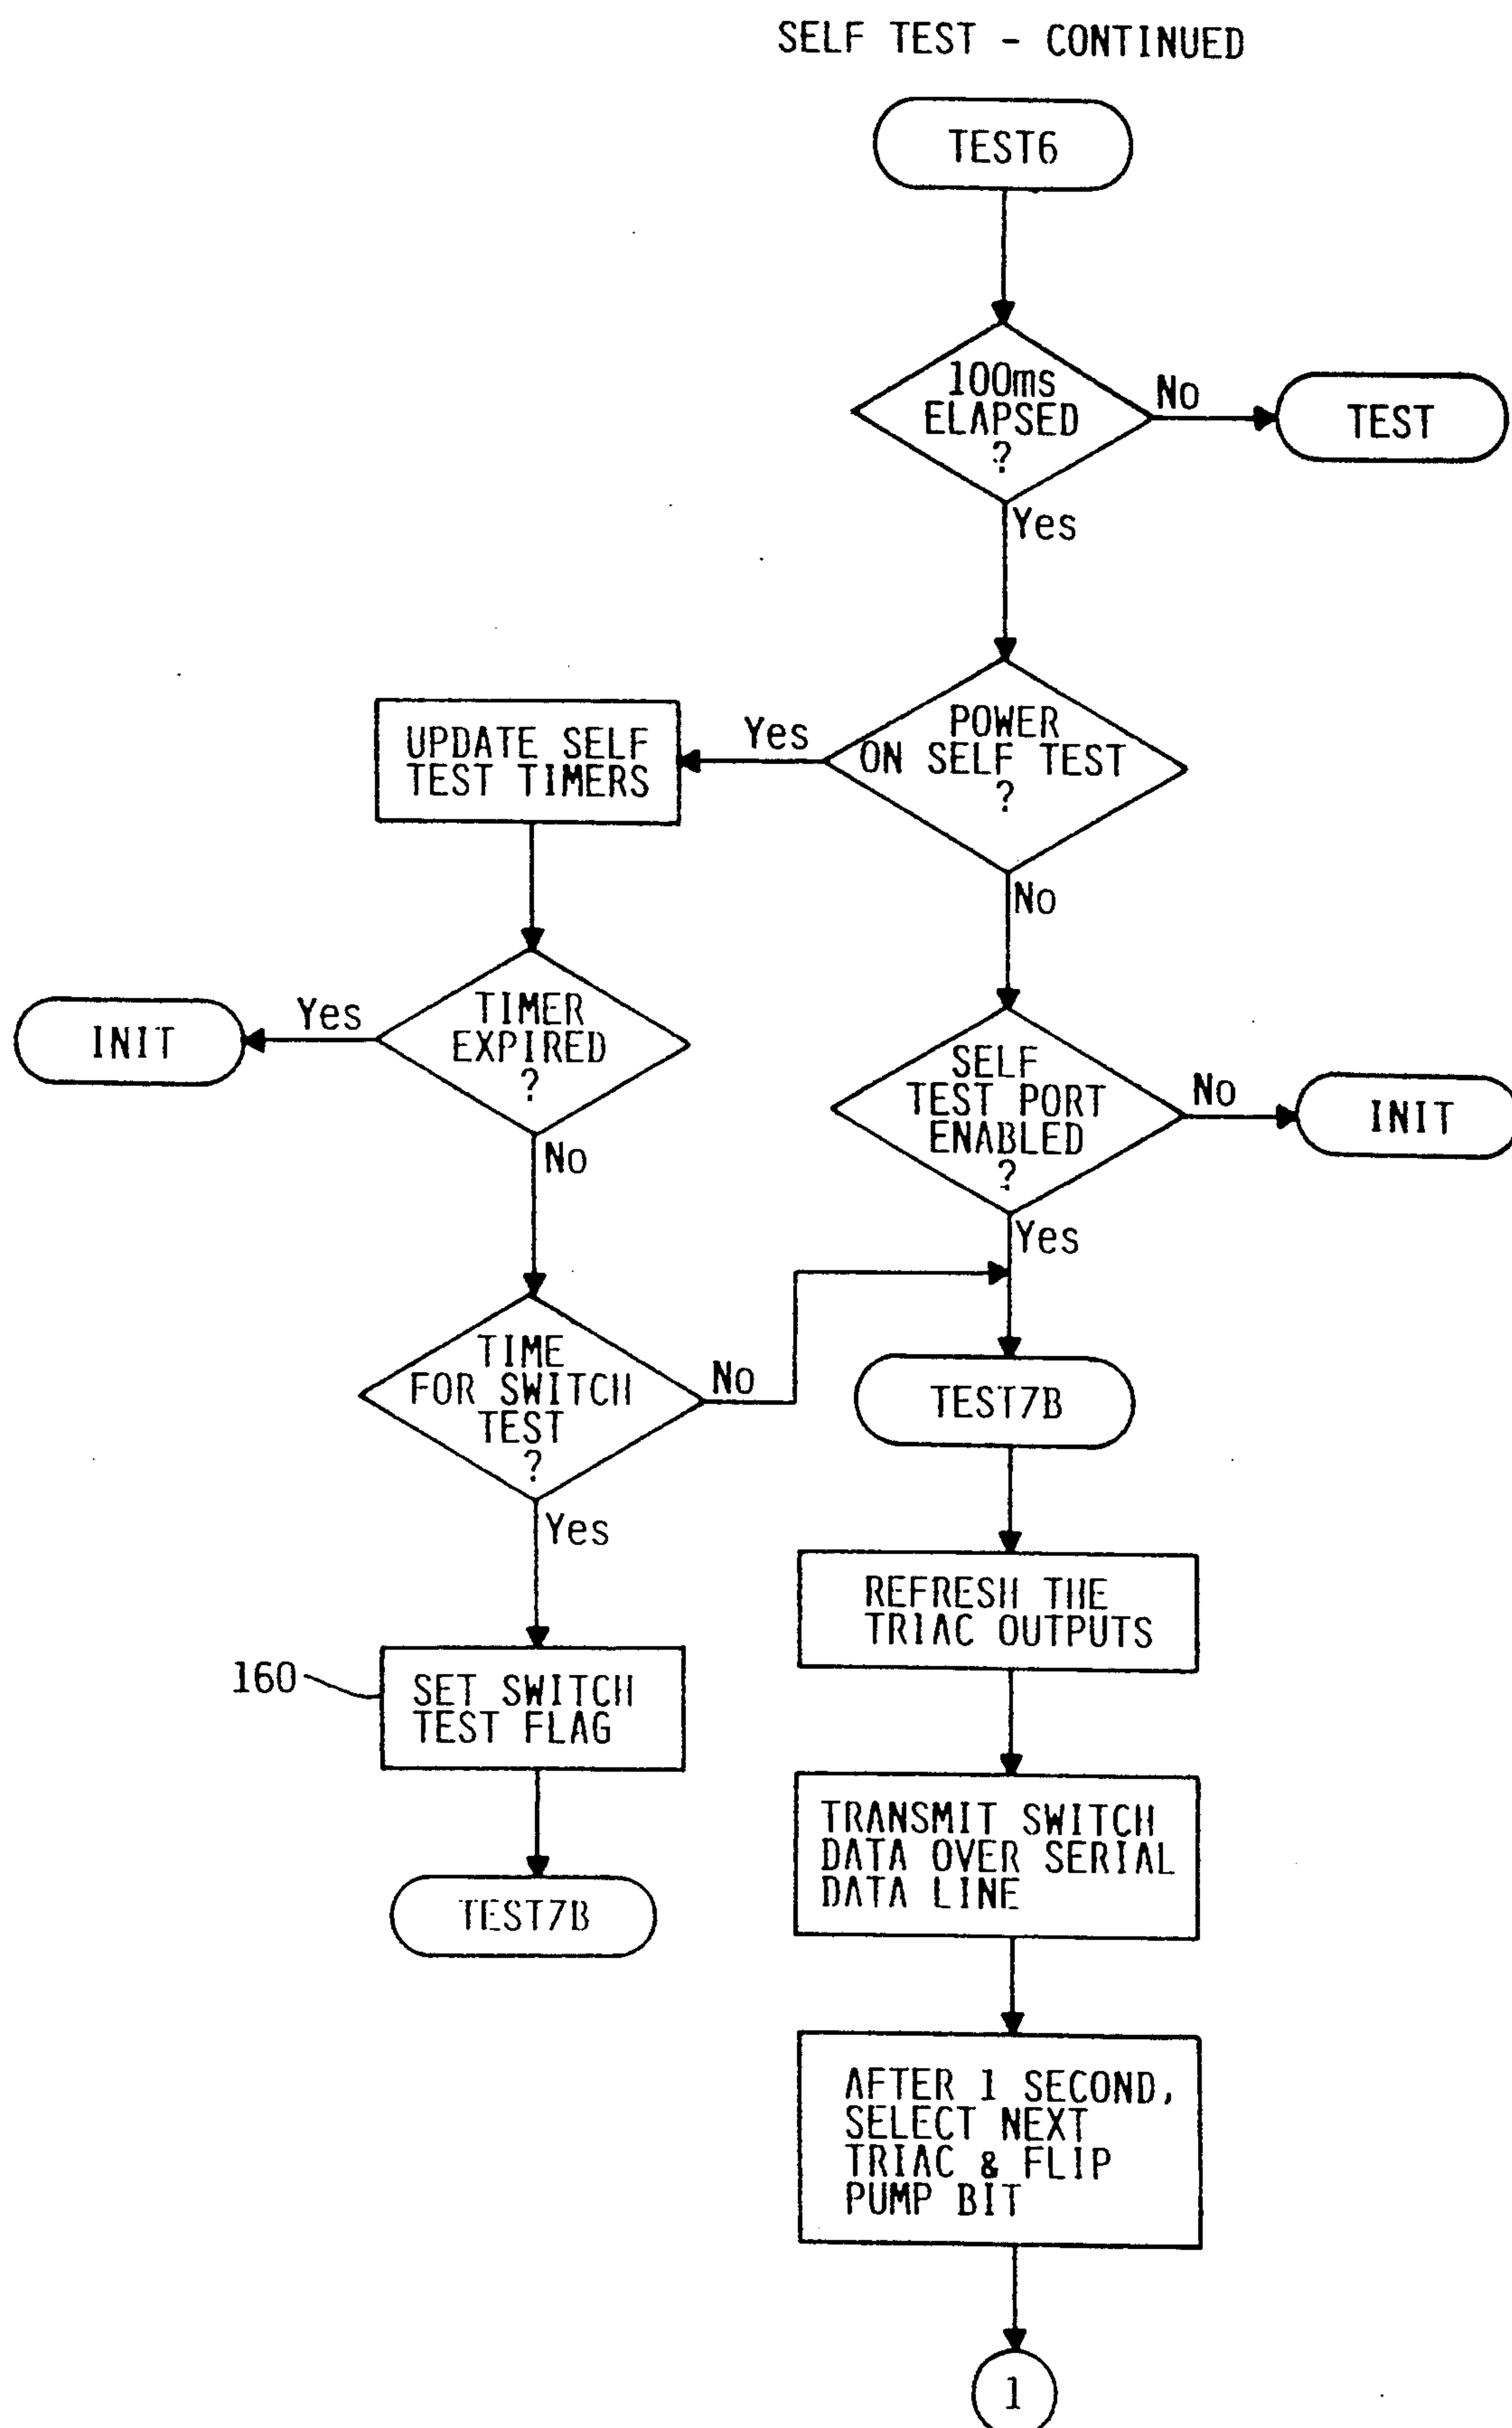 SELF TEST - CONTINUED
TEST6
100ms
ELAPSED
?
No
TEST
Yes
POWER
ON SELF TEST
?
Yes
UPDATE SELF
TEST TIMERS
No
TIMER
EXPIRED
?
Yes
INIT
No
SELF
TEST PORT
ENABLED
?
No
INIT
Yes
TIME
FOR SWITCH
TEST
?
No
TEST7B
Yes
REFRESH THE
TRIAC OUTPUTS
160
SET SWITCH
TEST FLAG
TRANSMIT SWITCH
DATA OVER SERIAL
DATA LINE
TEST7B
AFTER 1 SECOND,
SELECT NEXT
TRIAC & FLIP
PUMP BIT
1